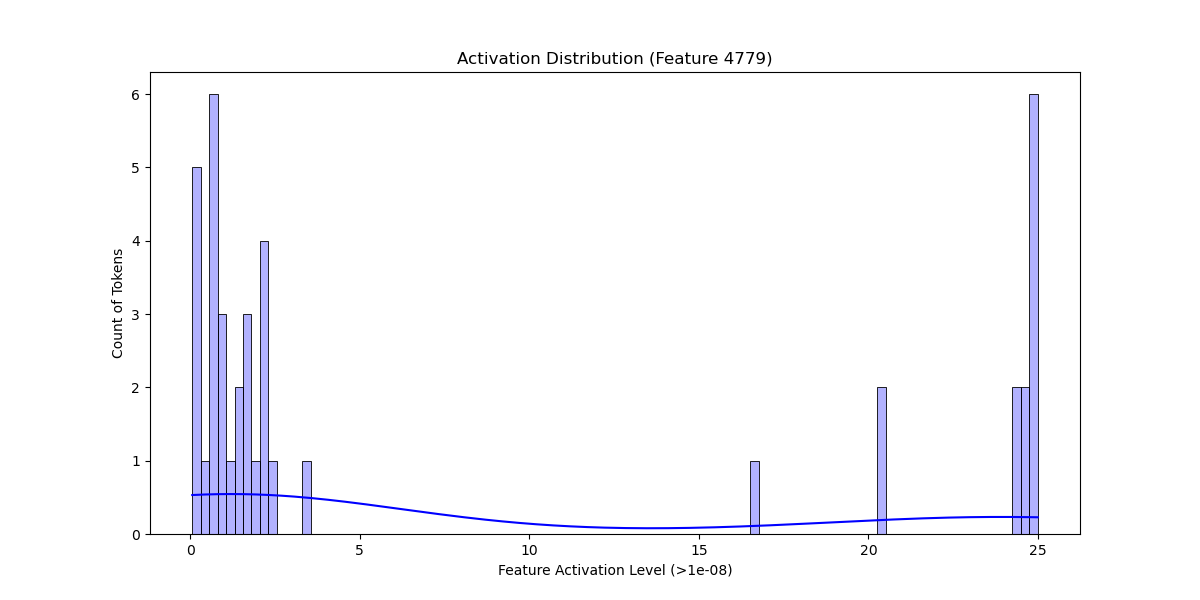 Activation Distribution (Feature 4779)
Count of Tokens
6
5
4
3
2
1
0
0 5 10 15 20 25
Feature Activation Level (>1e-08)